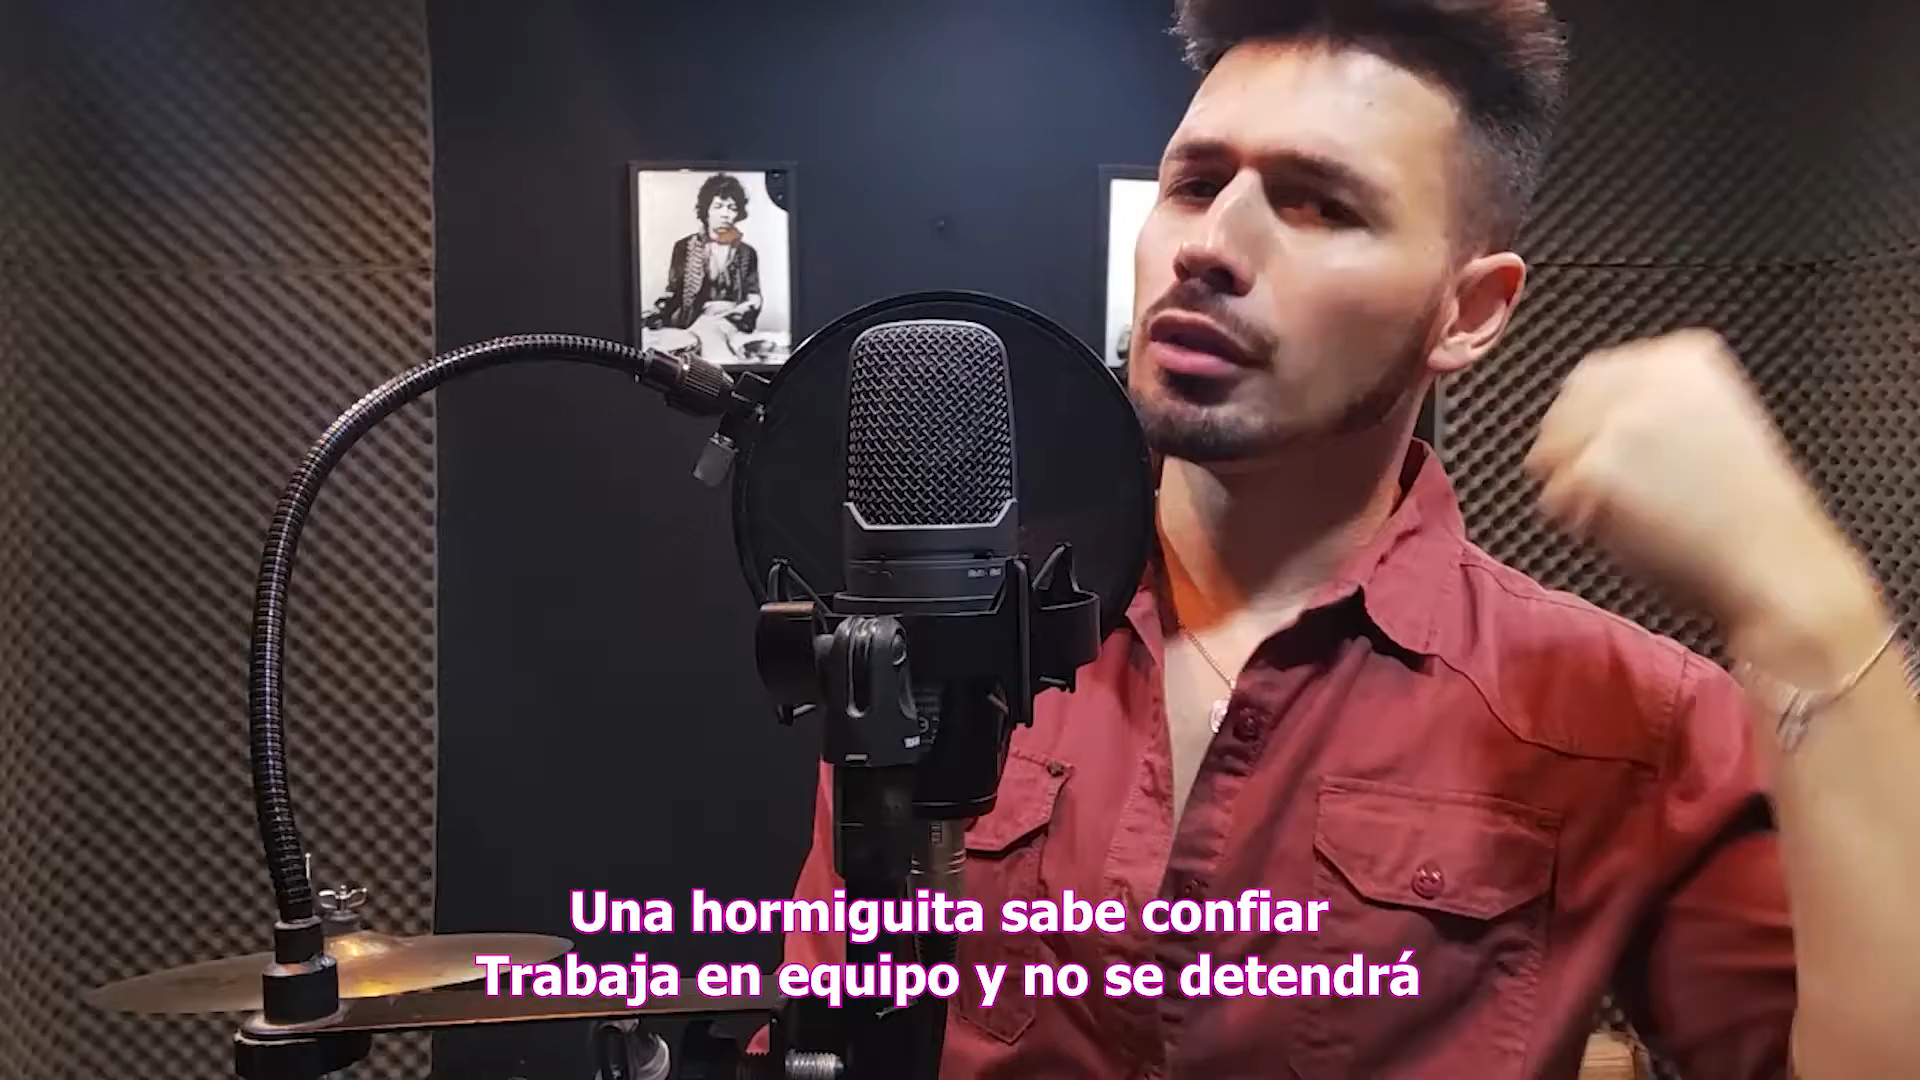 Una hormiguita sabe confiar
Trabaja en equipo y no se detendrá